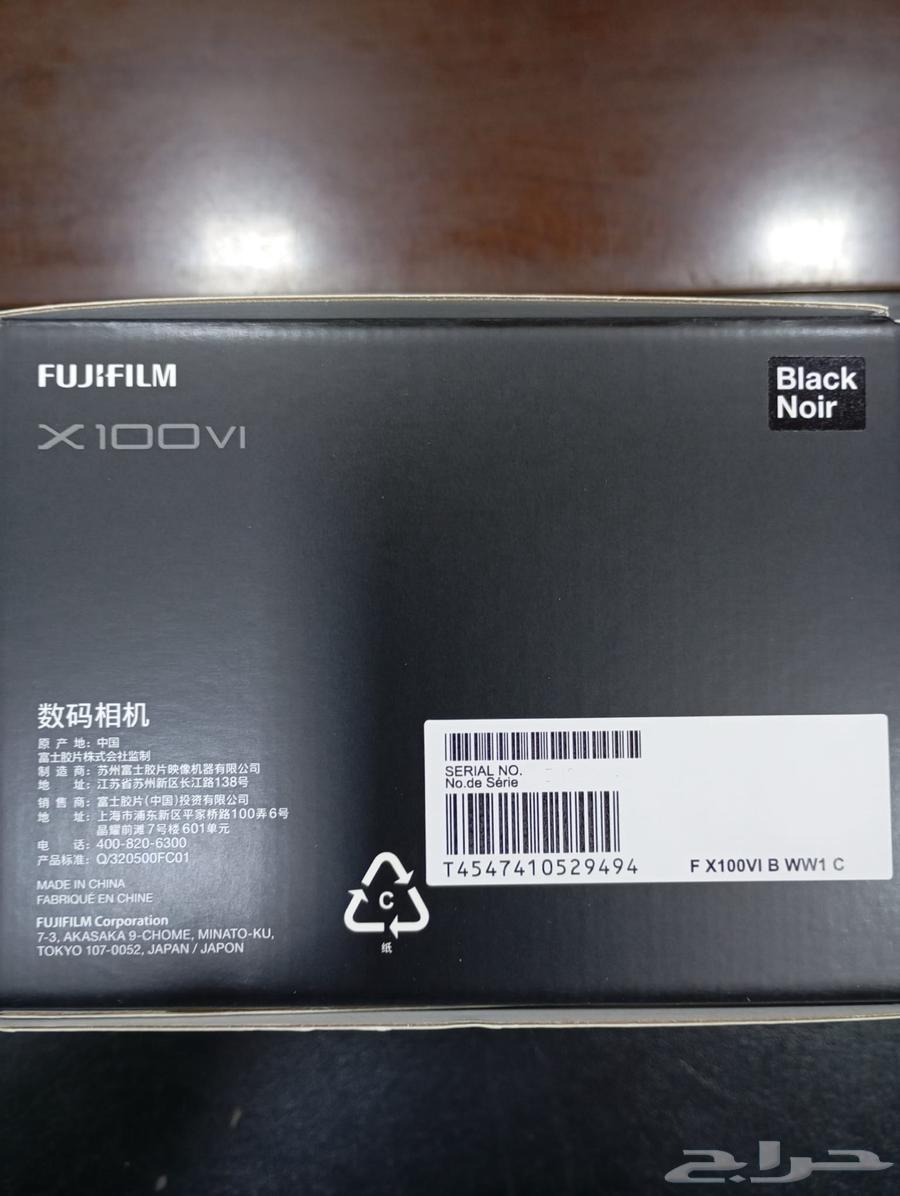 FUJIFILM
X100VI
Black
Noir
数码相机
原 产 地：中国
富士胶片株式会社监制
制 造 商：苏州富士胶片映像机器有限公司
地 址：江苏省苏州新区长江路138号
销 售 商：富士胶片(中国)投资有限公司
地 址：上海市浦东新区平家桥路100弄6号
晶耀前滩7号楼601单元
电 话：400-820-6300
产品标准：Q/320500FC01
MADE IN CHINA
FABRIQUÉ EN CHINE
FUJIFILM Corporation
7-3, AKASAKA 9-CHOME, MINATO-KU,
TOKYO 107-0052, JAPAN / JAPON
C
纸
SERIAL NO.
No.de Série
T4547410529494
F X100VI B WW1 C
حراج